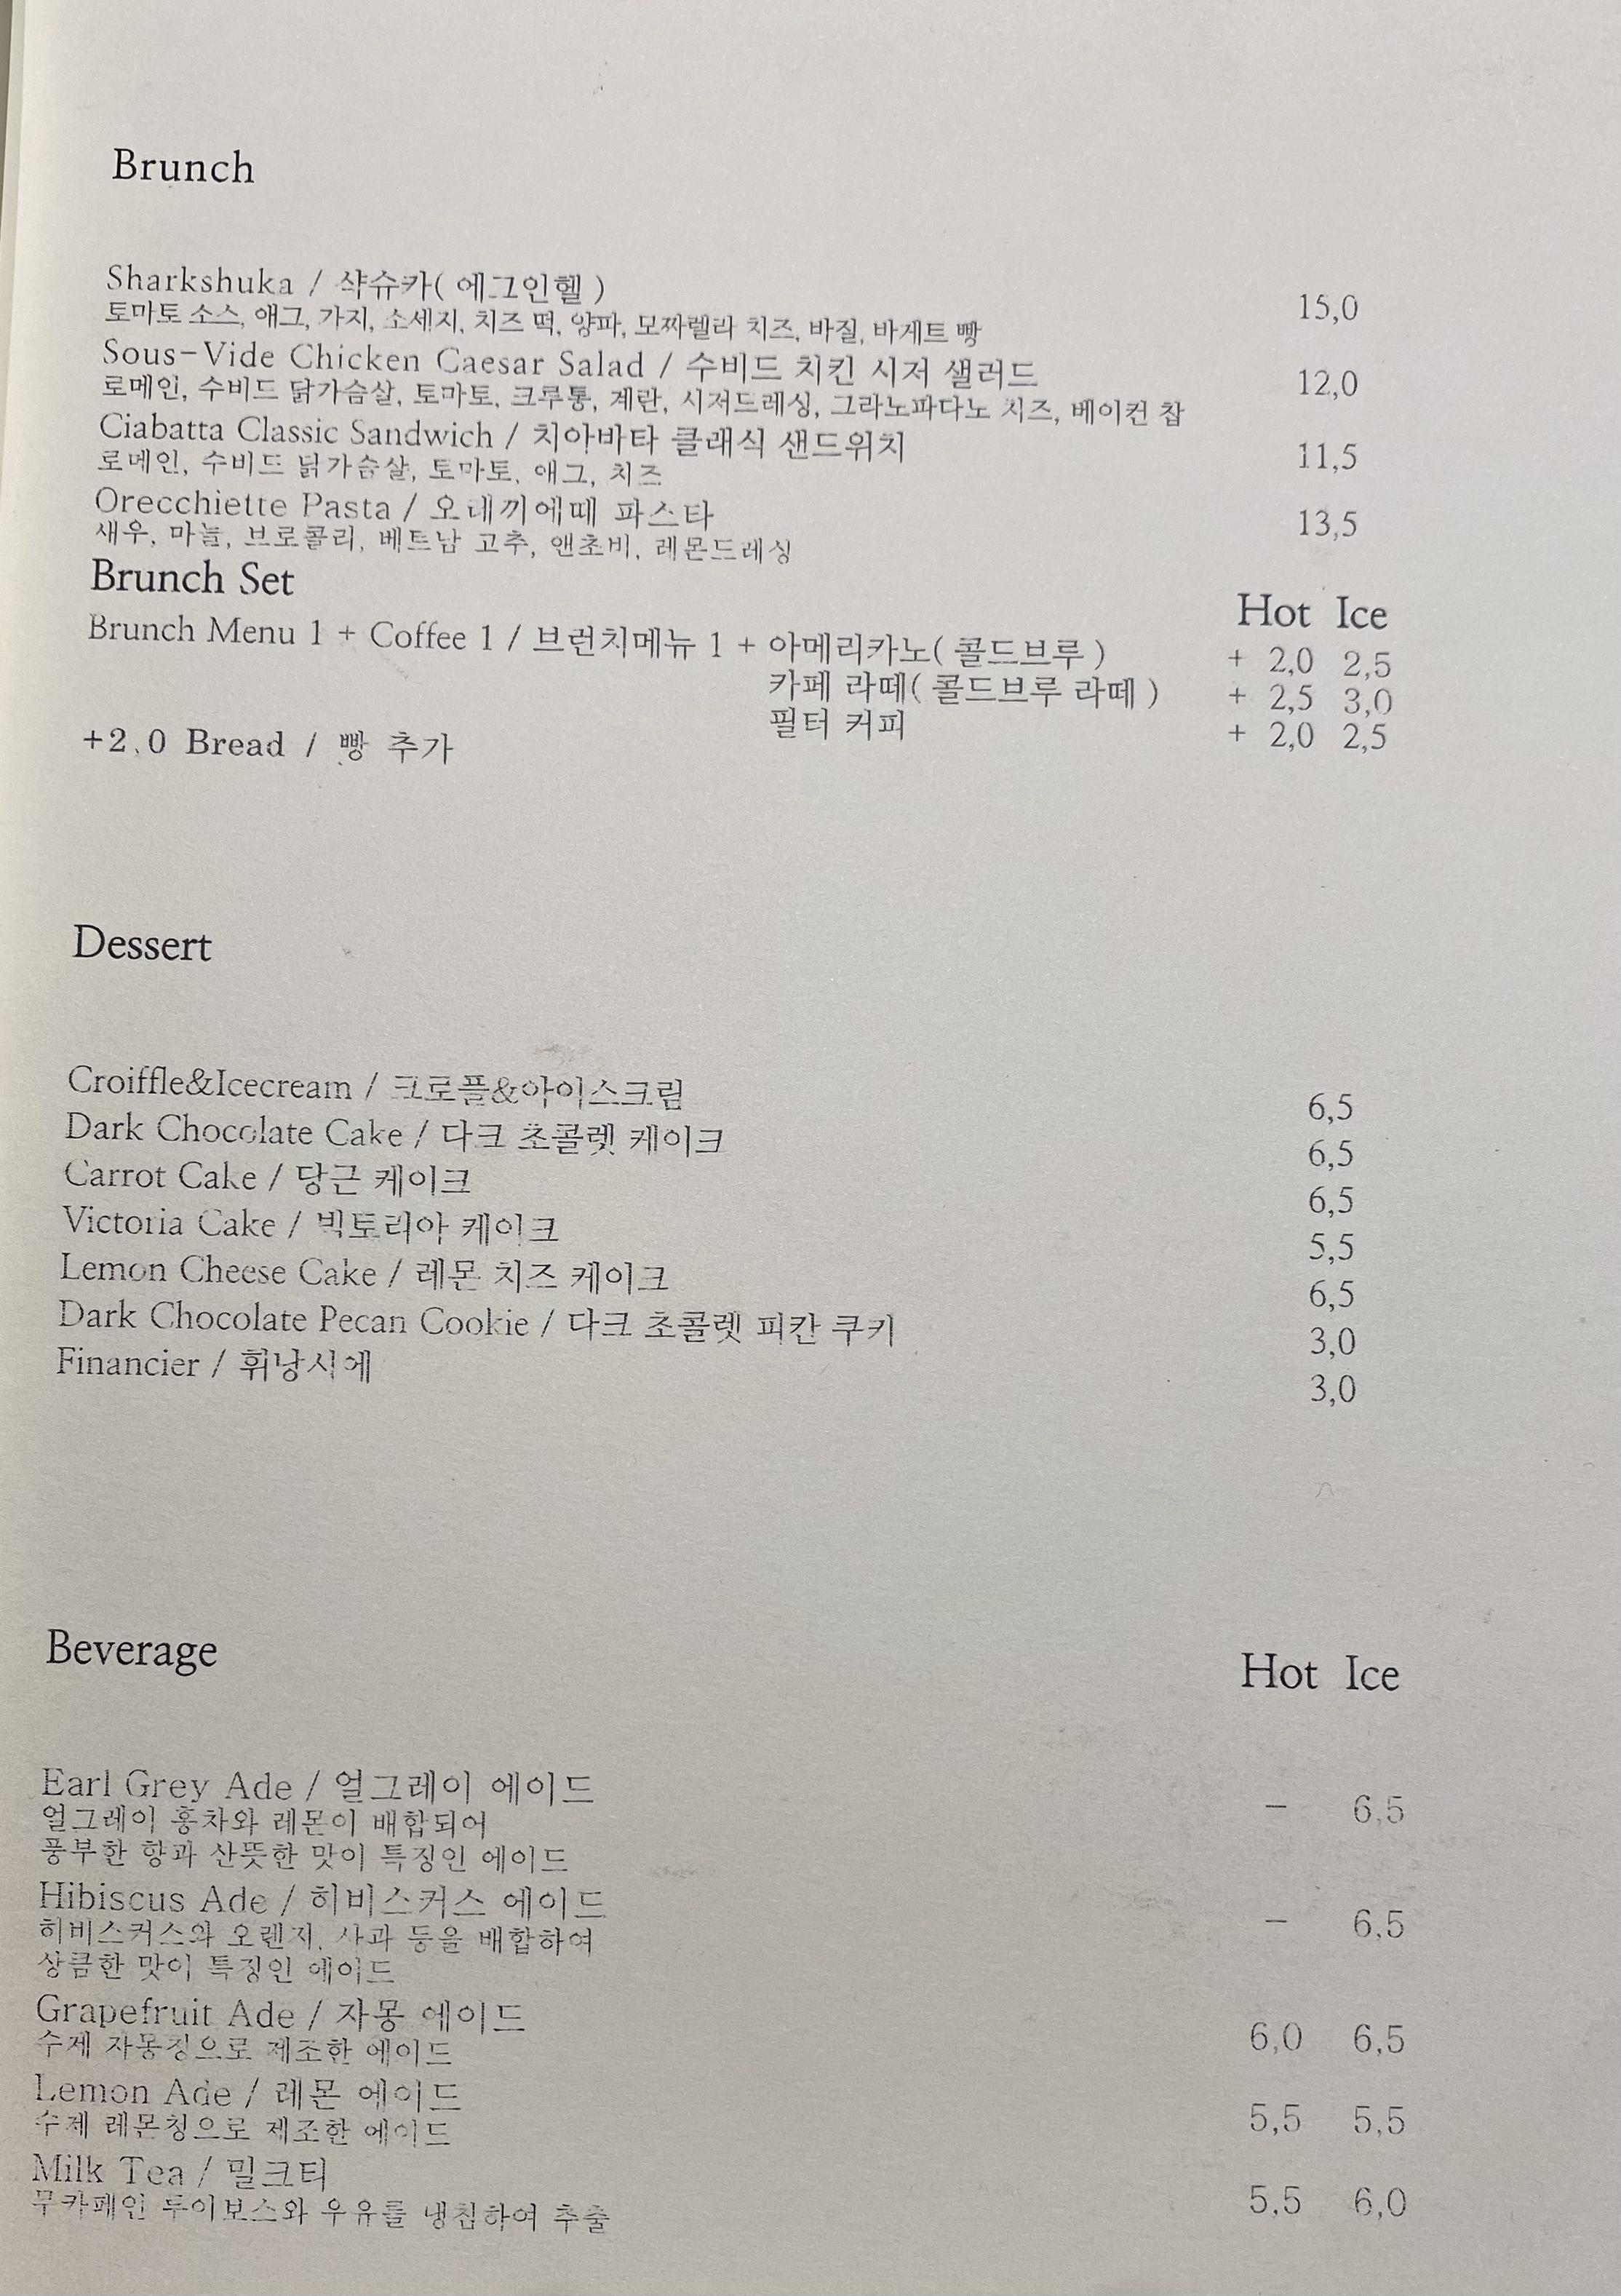 Brunch
Sharkshuka / 샥슈카( 에그인헬 ) 15,0
토마토 소스, 애그, 가지, 소세지, 치즈 떡, 양파, 모짜렐라 치즈, 바질, 바게트 빵
Sous-Vide Chicken Caesar Salad / 수비드 치킨 시저 샐러드 12,0
로메인, 수비드 닭가슴살, 토마토, 크루통, 계란, 시저드레싱, 그라노파다노 치즈, 베이컨 찹
Ciabatta Classic Sandwich / 치아바타 클래식 샌드위치 11,5
로메인, 수비드 닭가슴살, 토마토, 애그, 치즈
Orecchiette Pasta / 오레끼에떼 파스타 13,5
새우, 마늘, 브로콜리, 베트남 고추, 앤초비, 레몬드레싱
Brunch Set Hot Ice
Brunch Menu 1 + Coffee 1 / 브런치메뉴 1 + 아메리카노( 콜드브루 ) + 2,0 2,5
카페 라떼( 콜드브루 라떼 ) + 2,5 3,0
필터 커피 + 2,0 2,5
+2.0 Bread / 빵 추가
Dessert
Croiffle&Icecream / 크로플&아이스크림 6,5
Dark Chocolate Cake / 다크 초콜렛 케이크 6,5
Carrot Cake / 당근 케이크 6,5
Victoria Cake / 빅토리아 케이크 5,5
Lemon Cheese Cake / 레몬 치즈 케이크 6,5
Dark Chocolate Pecan Cookie / 다크 초콜렛 피칸 쿠키 3,0
Financier / 휘낭시에 3,0
Beverage Hot Ice
Earl Grey Ade / 얼그레이 에이드 - 6,5
얼그레이 홍차와 레몬이 배합되어
풍부한 향과 산뜻한 맛이 특징인 에이드
Hibiscus Ade / 히비스커스 에이드 - 6,5
히비스커스와 오렌지, 사과 등을 배합하여
상큼한 맛이 특징인 에이드
Grapefruit Ade / 자몽 에이드 6,0 6,5
수제 자몽청으로 제조한 에이드
Lemon Ade / 레몬 에이드 5,5 5,5
수제 레몬청으로 제조한 에이드
Milk Tea / 밀크티 5,5 6,0
무카페인 루이보스와 우유를 냉침하여 추출